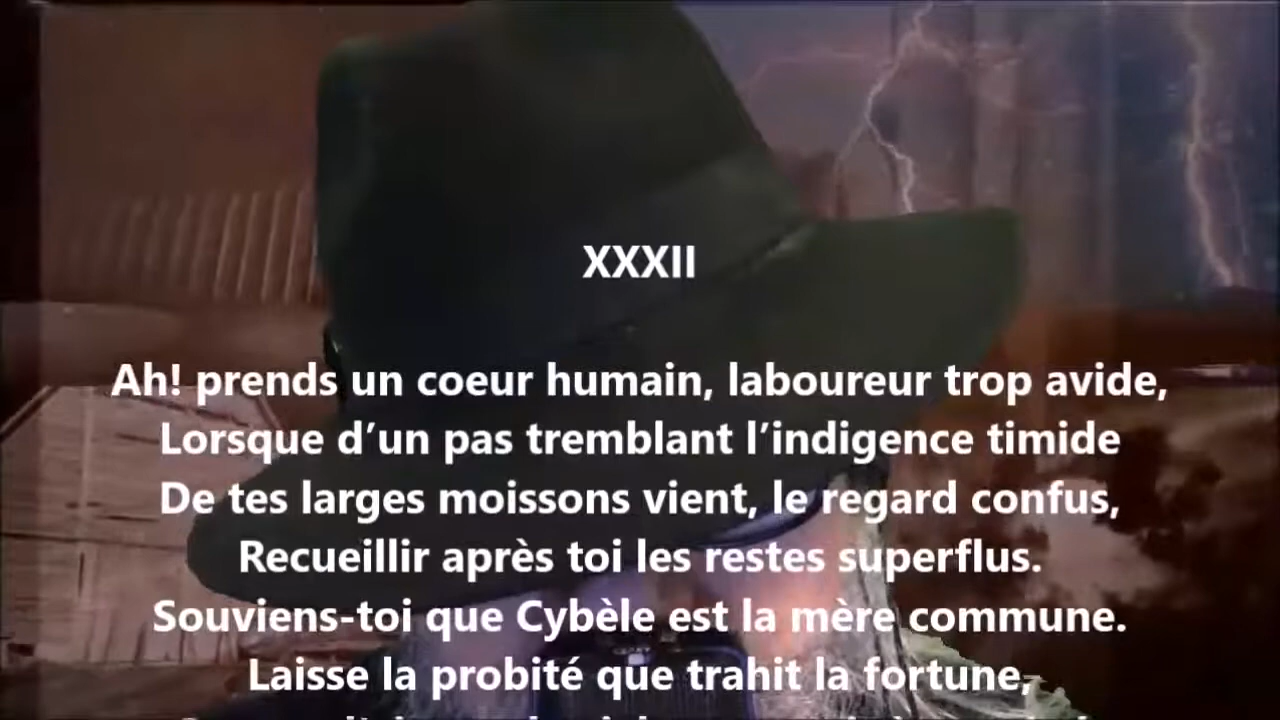 XXXII
Ah! prends un coeur humain, laboureur trop avide,
Lorsque d’un pas tremblant l’indigence timide
De tes larges moissons vient, le regard confus,
Recueillir après toi les restes superflus.
Souviens-toi que Cybèle est la mère commune.
Laisse la probité que trahit la fortune,